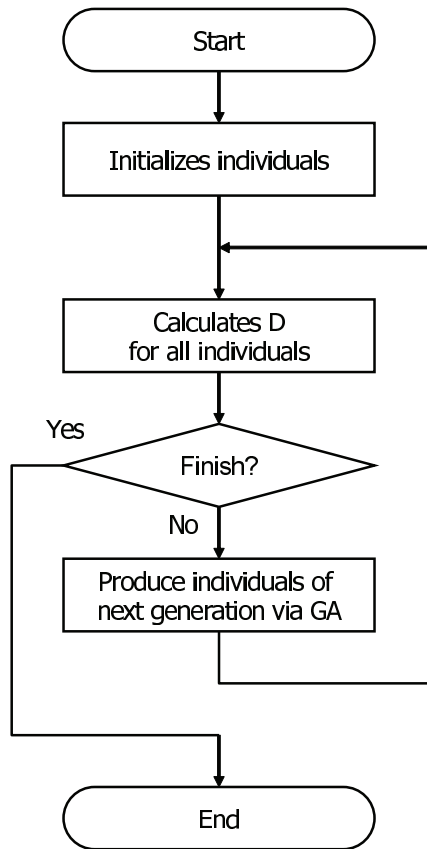 Start
Initializes individuals
Calculates D
for all individuals
Yes
Finish?
No
Produce individuals of
next generation via GA
End